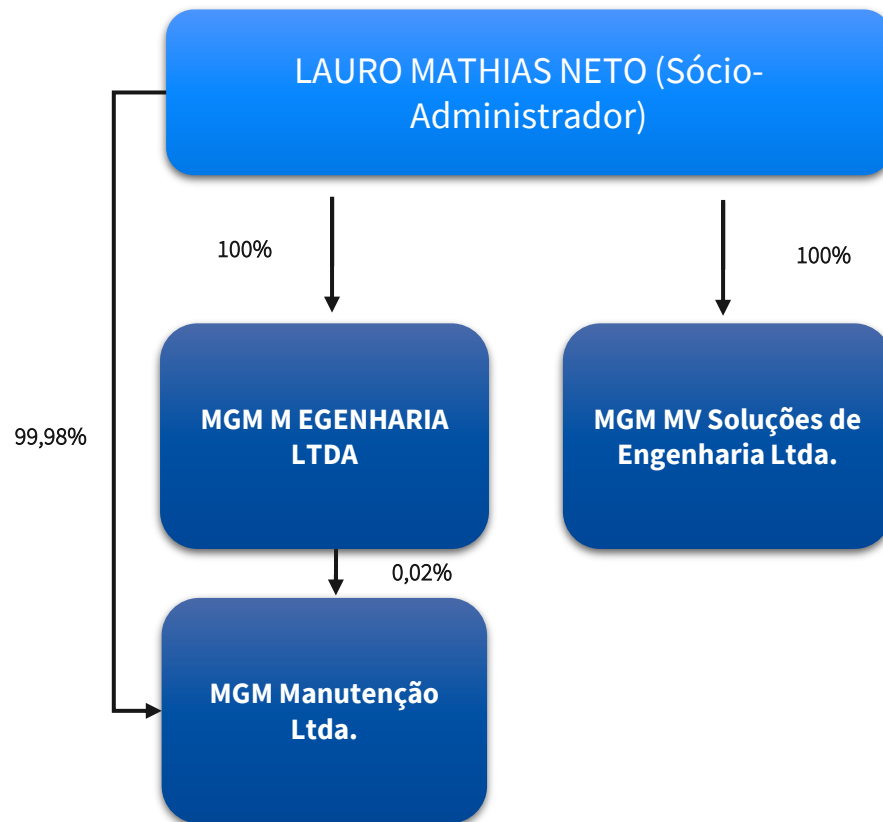 LAURO MATHIAS NETO (Sócio-
Administrador)
100%
100%
MGM M EGENHARIA
LTDA
MGM MV Soluções de
Engenharia Ltda.
99,98%
0,02%
MGM Manutenção
Ltda.